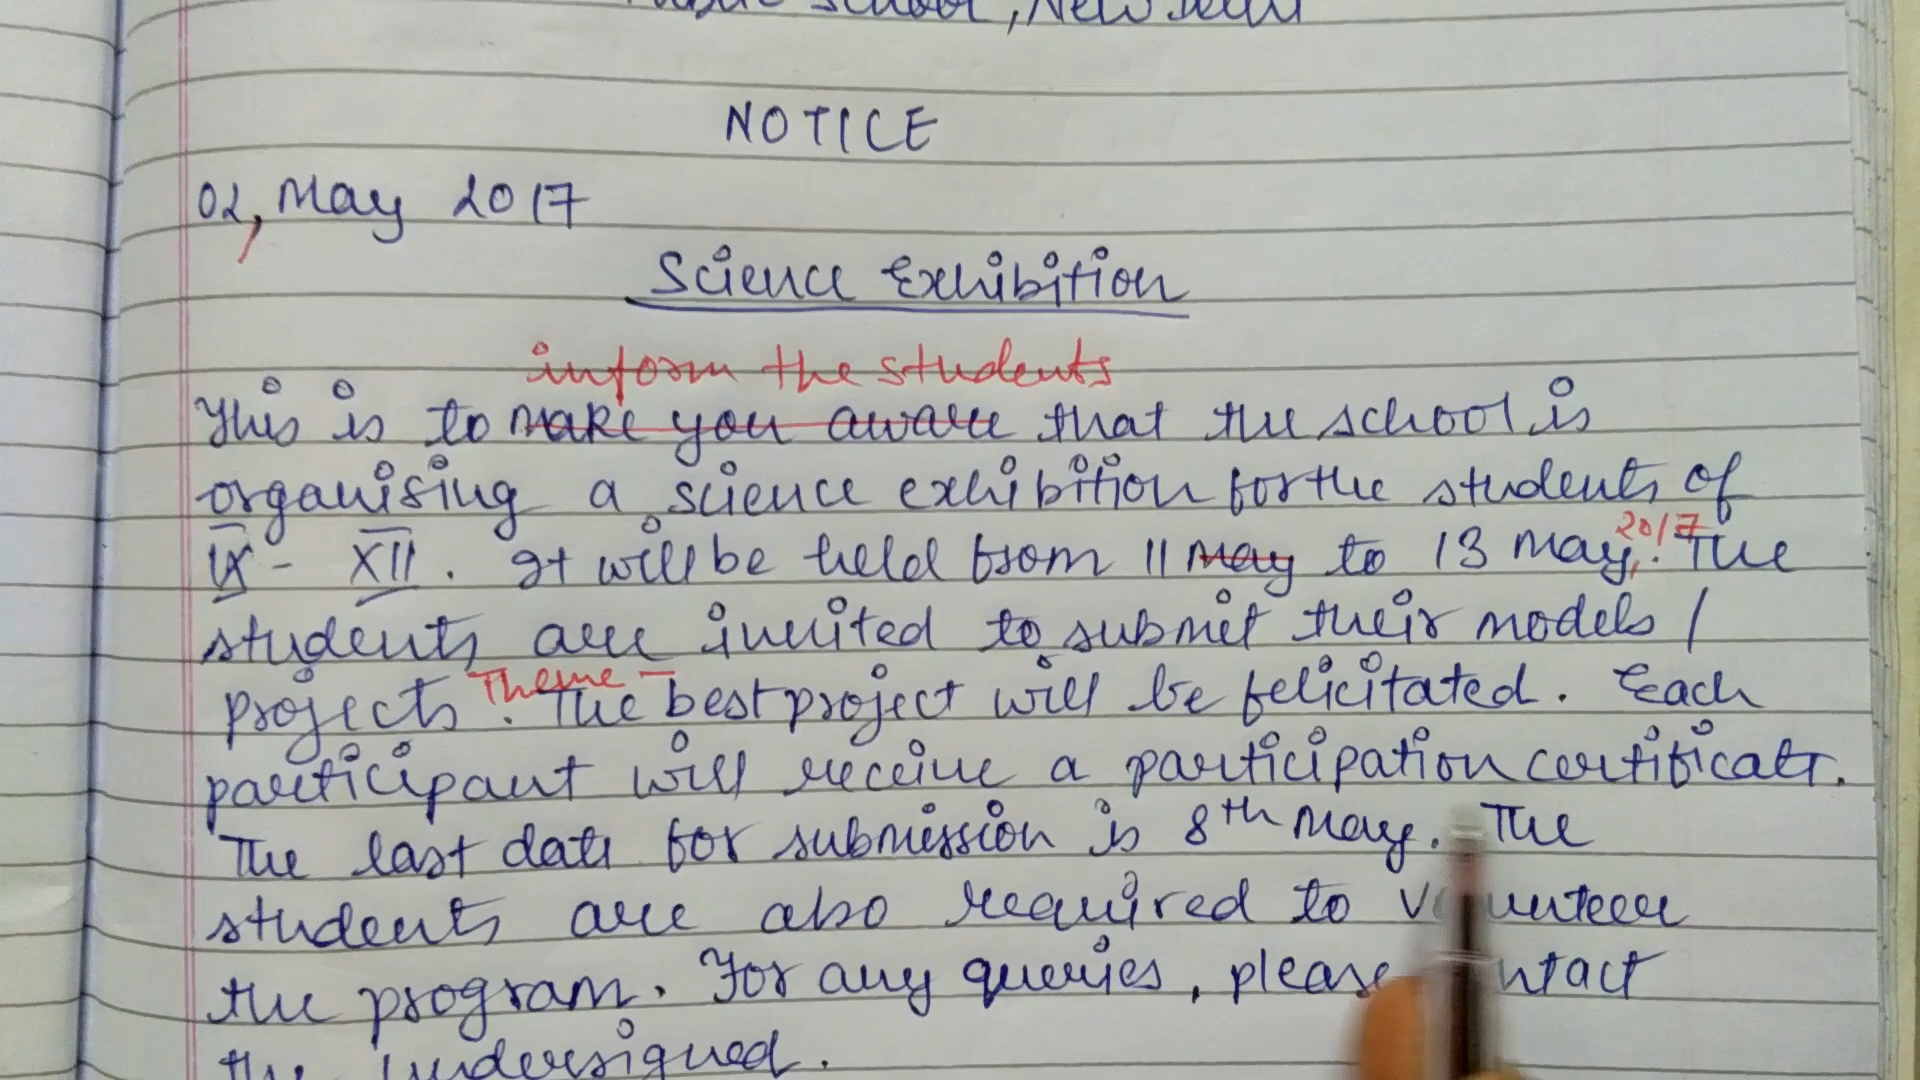 Public School, New Delhi
NOTICE
02, May 2017
Science Exhibition
inform the students
This is to make you aware that the school is
organising a science exhibition for the students of
IX - XII. It will be held from 11 May to 13 May, 2017. The
students are invited to submit their models /
projects. Theme - The best project will be felicitated. Each
participant will receive a participation certificate.
The last date for submission is 8th May. The
students are also required to volunteer
the program. For any queries, please contact
the undersigned.